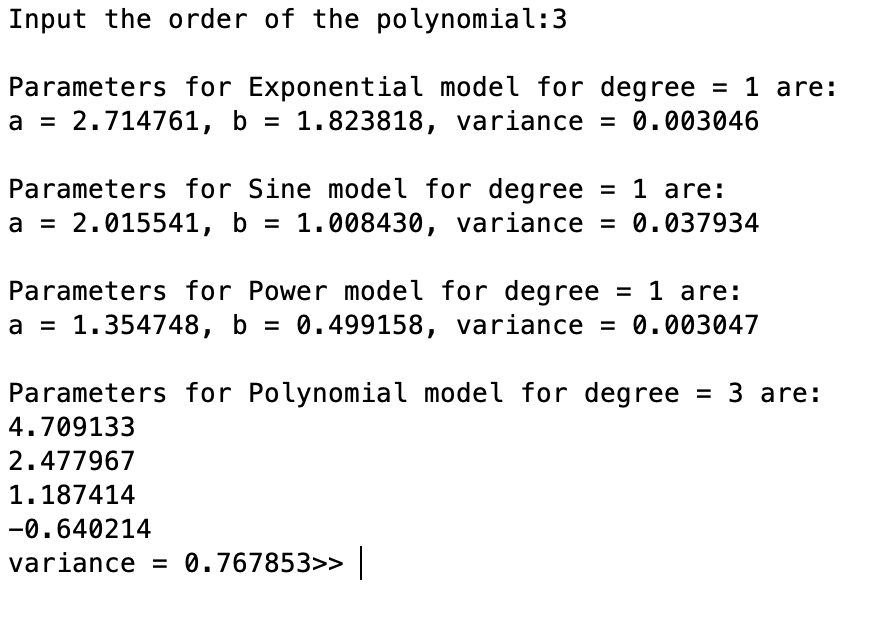 Input the order of the polynomial:3
Parameters for Exponential model for degree = 1 are:
a = 2.714761, b = 1.823818, variance = 0.003046
Parameters for Sine model for degree = 1 are:
a = 2.015541, b = 1.008430, variance = 0.037934
Parameters for Power model for degree = 1 are:
a = 1.354748, b = 0.499158, variance = 0.003047
Parameters for Polynomial model for degree = 3 are:
4.709133
2.477967
1.187414
-0.640214
variance = 0.767853>>